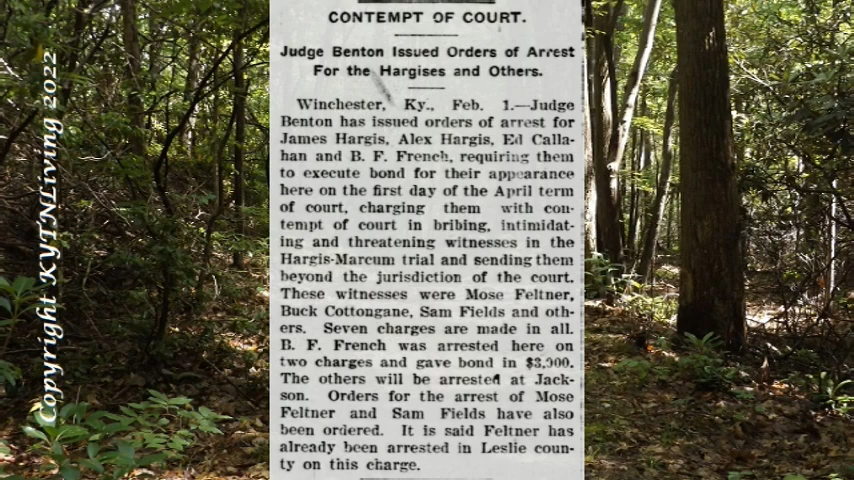 CONTEMPT OF COURT.
Judge Benton Issued Orders of Arrest
For the Hargises and Others.
Winchester, Ky., Feb. 1.—Judge
Benton has issued orders of arrest for
James Hargis, Alex Hargis, Ed Calla-
han and B. F. French, requiring them
to execute bond for their appearance
here on the first day of the April term
of court, charging them with con-
tempt of court in bribing, intimidat-
ing and threatening witnesses in the
Hargis-Marcum trial and sending them
beyond the jurisdiction of the court.
These witnesses were Mose Feltner,
Buck Cottongane, Sam Fields and oth-
ers. Seven charges are made in all.
B. F. French was arrested here on
two charges and gave bond in $3,000.
The others will be arrested at Jack-
son. Orders for the arrest of Mose
Feltner and Sam Fields have also
been ordered. It is said Feltner has
already been arrested in Leslie coun-
ty on this charge.
Copyright KYTNLiving 2022